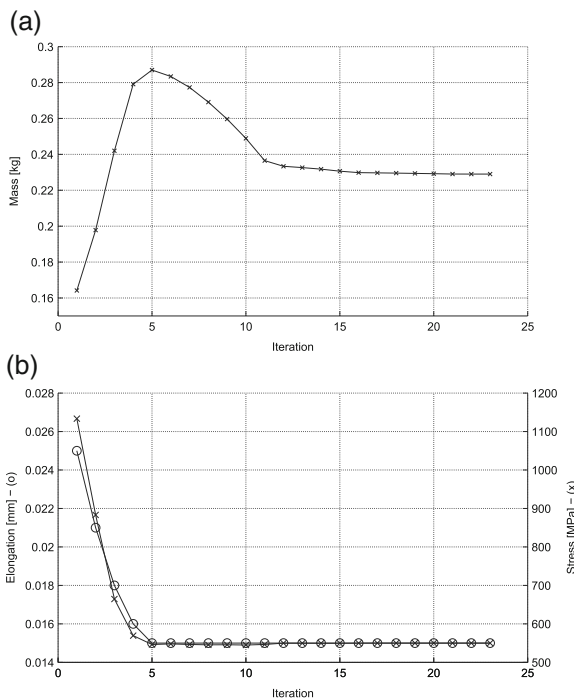 (a)
0.3
0.28
0.26
0.24
0.22
0.2
0.18
0.16
Mass [kg]
0 5 10 15 20 25
Iteration
(b)
0.028 1200
0.026 1100
0.024 1000
0.022 900
0.02 800
0.018 700
0.016 600
0.014 500
Elongation [mm] − (o)
Stress [MPa] − (x)
0 5 10 15 20 25
Iteration